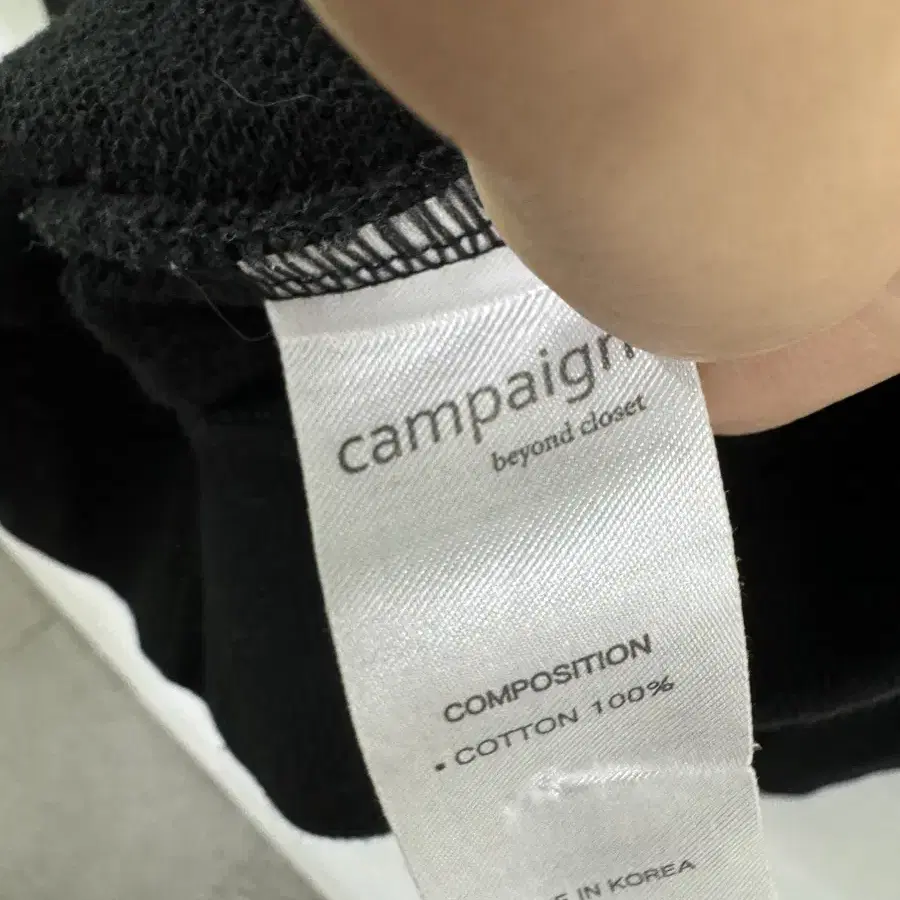 campaign
beyond closet
COMPOSITION
• COTTON 100%
E IN KOREA